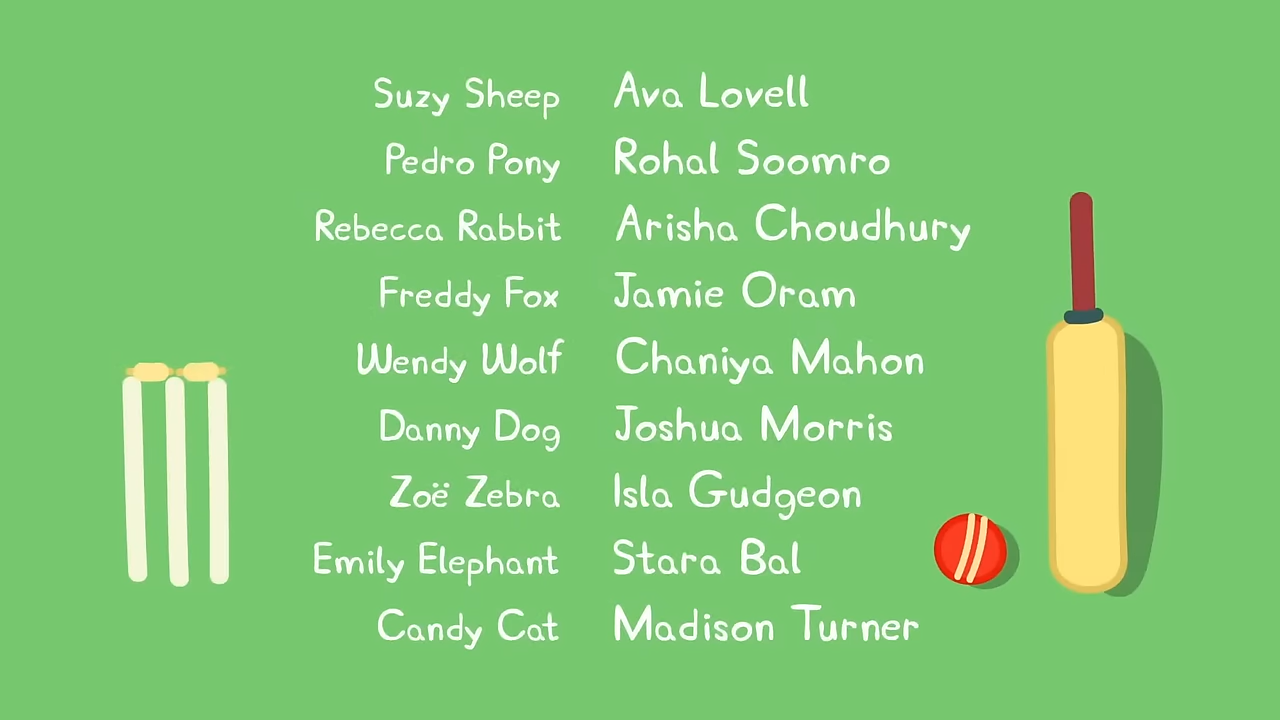 Suzy Sheep Ava Lovell
Pedro Pony Rohal Soomro
Rebecca Rabbit Arisha Choudhury
Freddy Fox Jamie Oram
Wendy Wolf Chaniya Mahon
Danny Dog Joshua Morris
Zoë Zebra Isla Gudgeon
Emily Elephant Stara Bal
Candy Cat Madison Turner